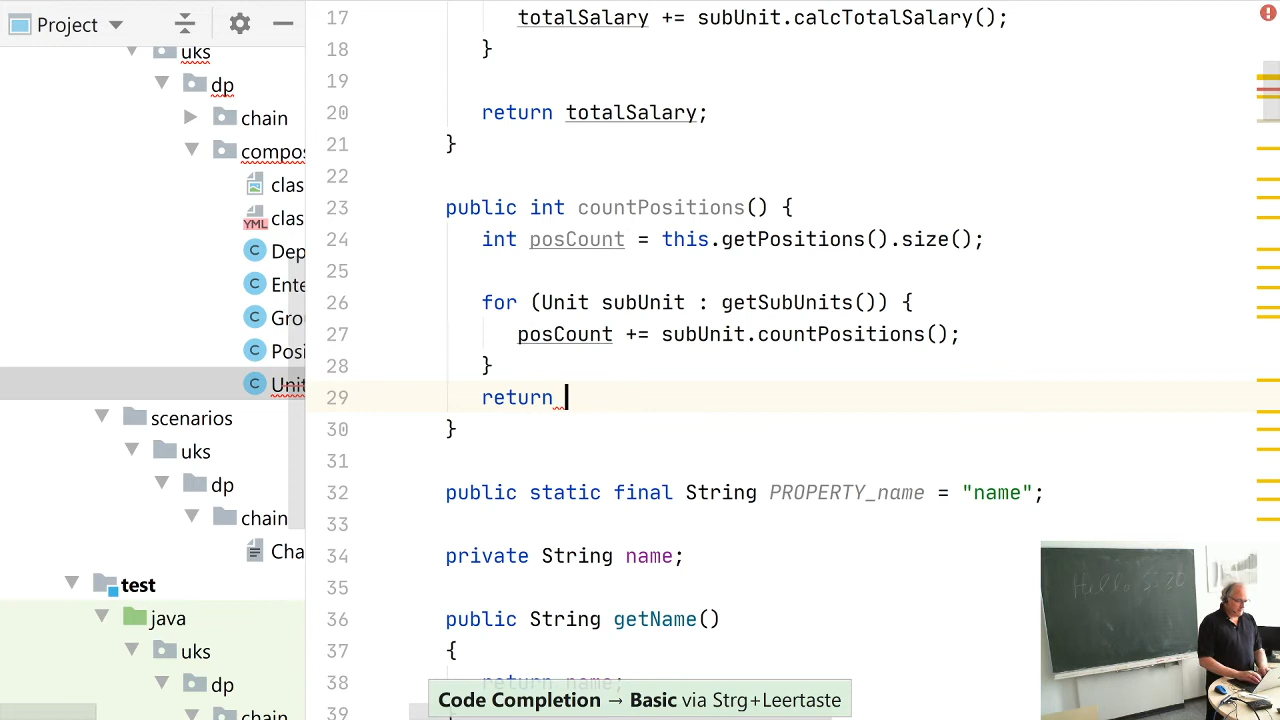 Project
uks
dp
chain
compos
clas
clas
YML
Dep
Ente
Gro
Posi
Unit
scenarios
uks
dp
chain
Cha
test
java
uks
dp
chain
17 totalSalary += subUnit.calcTotalSalary();
18 }
19
20 return totalSalary;
21 }
22
23 public int countPositions() {
24 int posCount = this.getPositions().size();
25
26 for (Unit subUnit : getSubUnits()) {
27 posCount += subUnit.countPositions();
28 }
29 return
30 }
31
32 public static final String PROPERTY_name = "name";
33
34 private String name;
35
36 public String getName()
37 {
38 return name;
39
Code Completion → Basic via Strg+Leertaste
Hello